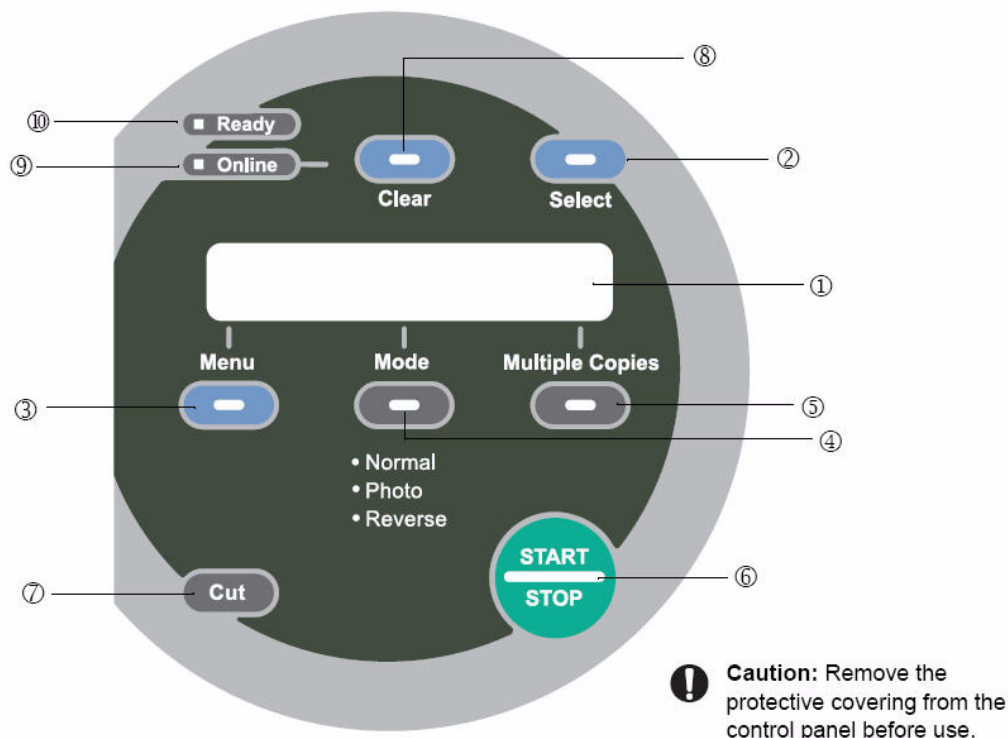 ⑧
⑩ Ready
⑨ Online
②
Clear
Select
①
Menu
Mode
Multiple Copies
③
④
⑤
• Normal
• Photo
• Reverse
START
STOP
⑥
⑦ Cut
Caution: Remove the
protective covering from the
control panel before use.